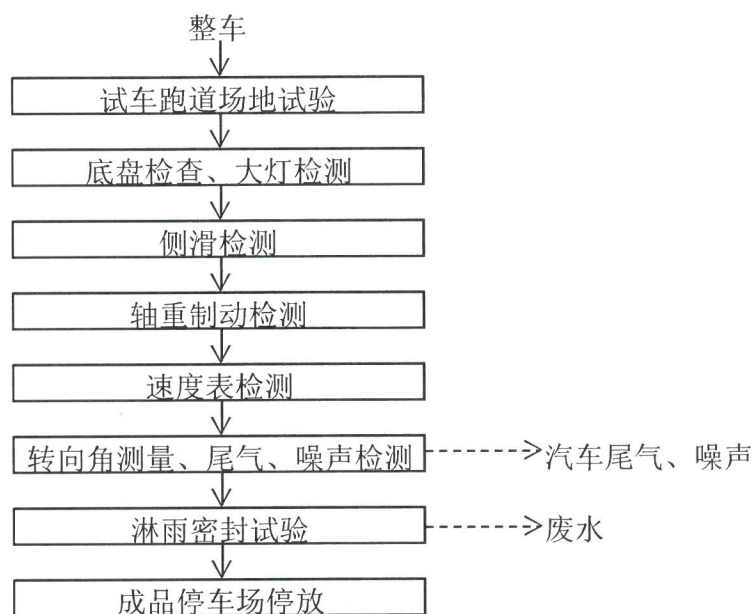 整车
试车跑道场地试验
底盘检查、大灯检测
侧滑检测
轴重制动检测
速度表检测
转向角测量、尾气、噪声检测
汽车尾气、噪声
淋雨密封试验
废水
成品停车场停放